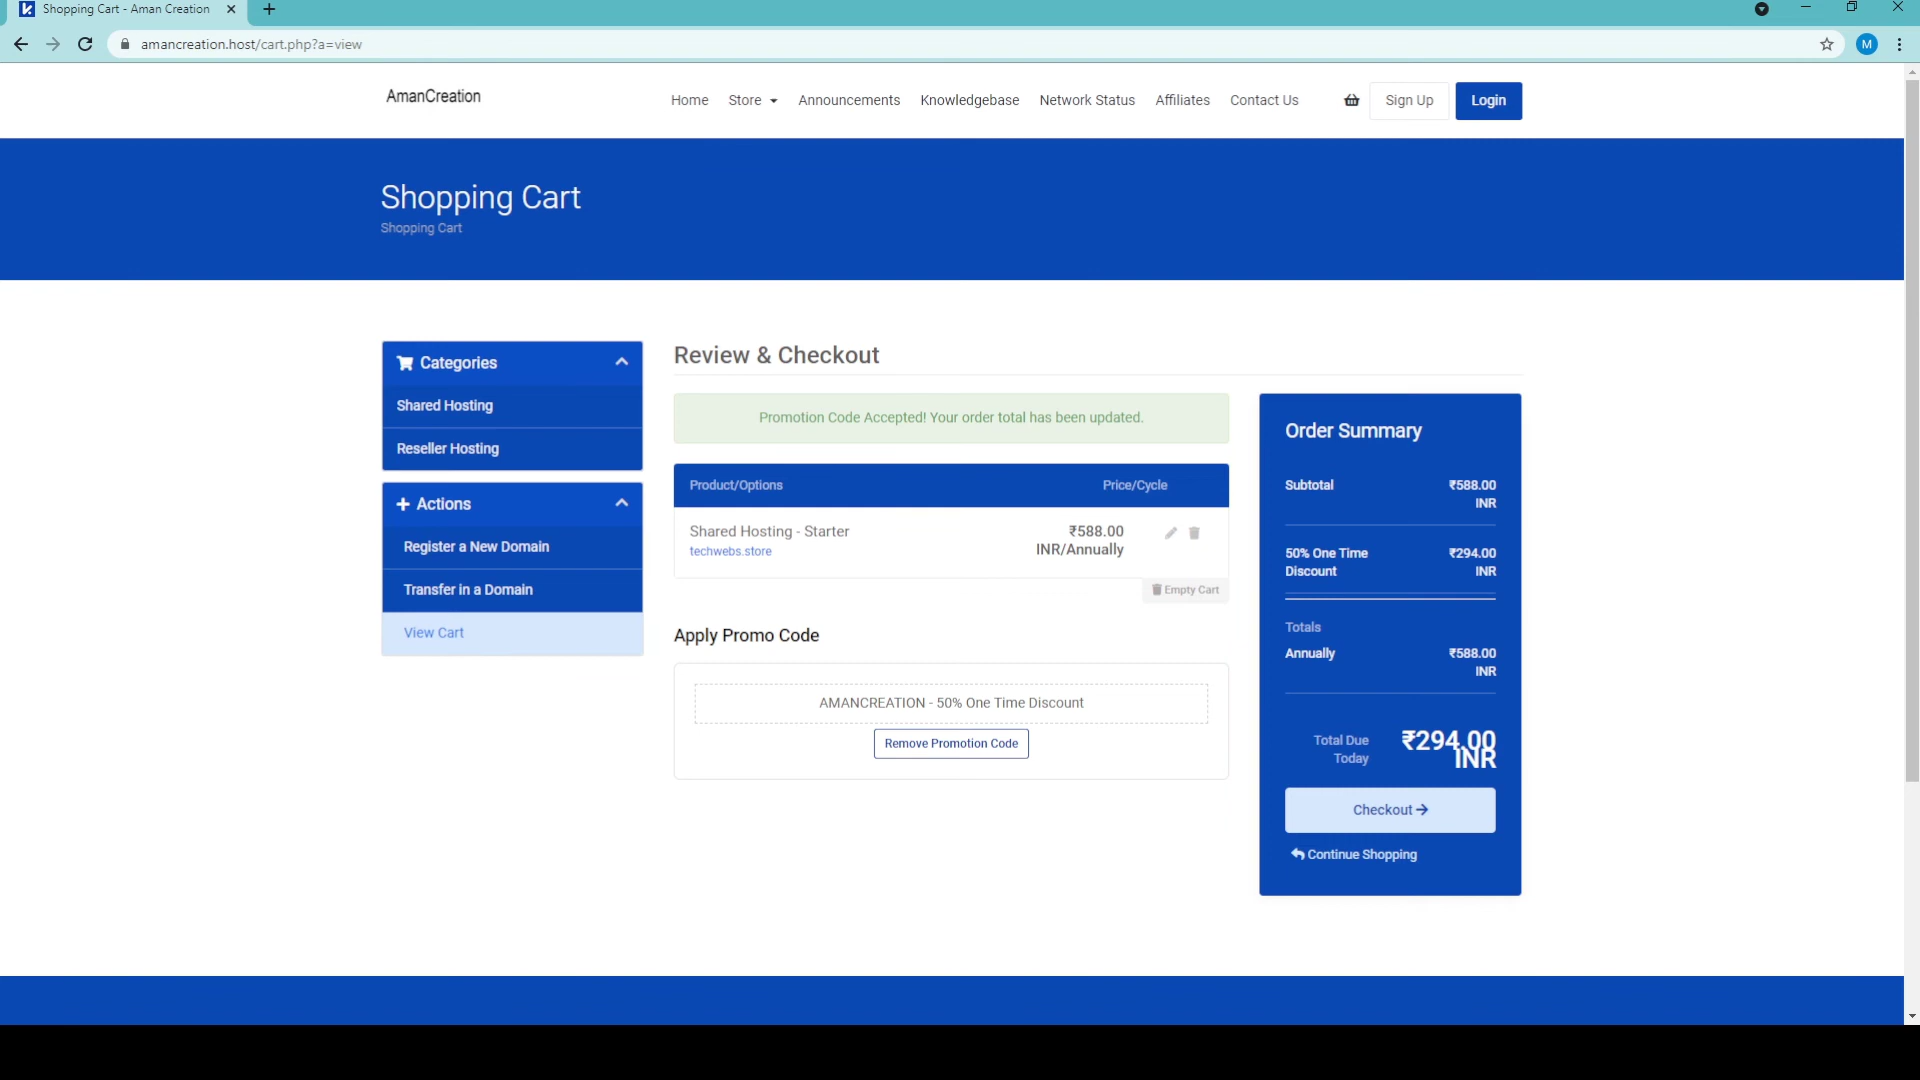 Shopping Cart - Aman Creation
amancreation.host/cart.php?a=view
M
AmanCreation
Home
Store
Announcements
Knowledgebase
Network Status
Affiliates
Contact Us
Sign Up
Login
Shopping Cart
Shopping Cart
Categories
Shared Hosting
Reseller Hosting
Actions
Register a New Domain
Transfer in a Domain
View Cart
Review & Checkout
Promotion Code Accepted! Your order total has been updated.
Product/Options Price/Cycle
Shared Hosting - Starter ₹588.00
techwebs.store INR/Annually
Empty Cart
Apply Promo Code
AMANCREATION - 50% One Time Discount
Remove Promotion Code
Order Summary
Subtotal ₹588.00
INR
50% One Time ₹294.00
Discount INR
Totals
Annually ₹588.00
INR
Total Due ₹294.00
Today INR
Checkout
Continue Shopping